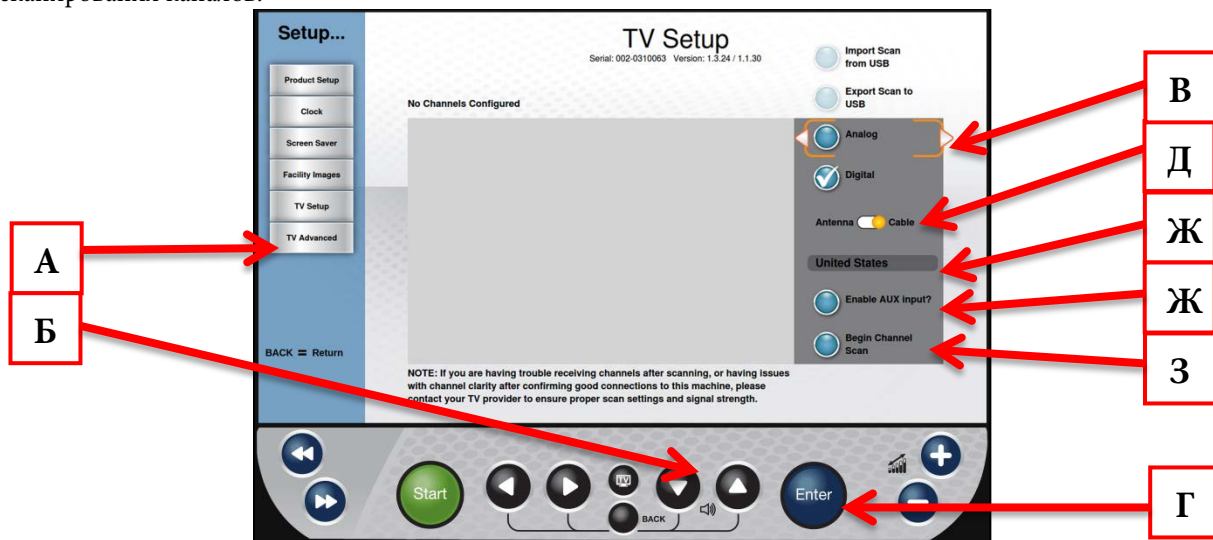 сканирования каналов.
Setup...
Product Setup
Clock
Screen Saver
Facility Images
TV Setup
TV Advanced
BACK = Return
TV Setup
Serial: 002-0310063 Version: 1.3.24 / 1.1.30
No Channels Configured
Import Scan
from USB
Export Scan to
USB
Analog
Digital
Antenna Cable
United States
Enable AUX input?
Begin Channel
Scan
NOTE: If you are having trouble receiving channels after scanning, or having issues
with channel clarity after confirming good connections to this machine, please
contact your TV provider to ensure proper scan settings and signal strength.
Start
TV
BACK
Enter
А
Б
В
Д
Ж
Ж
З
Г